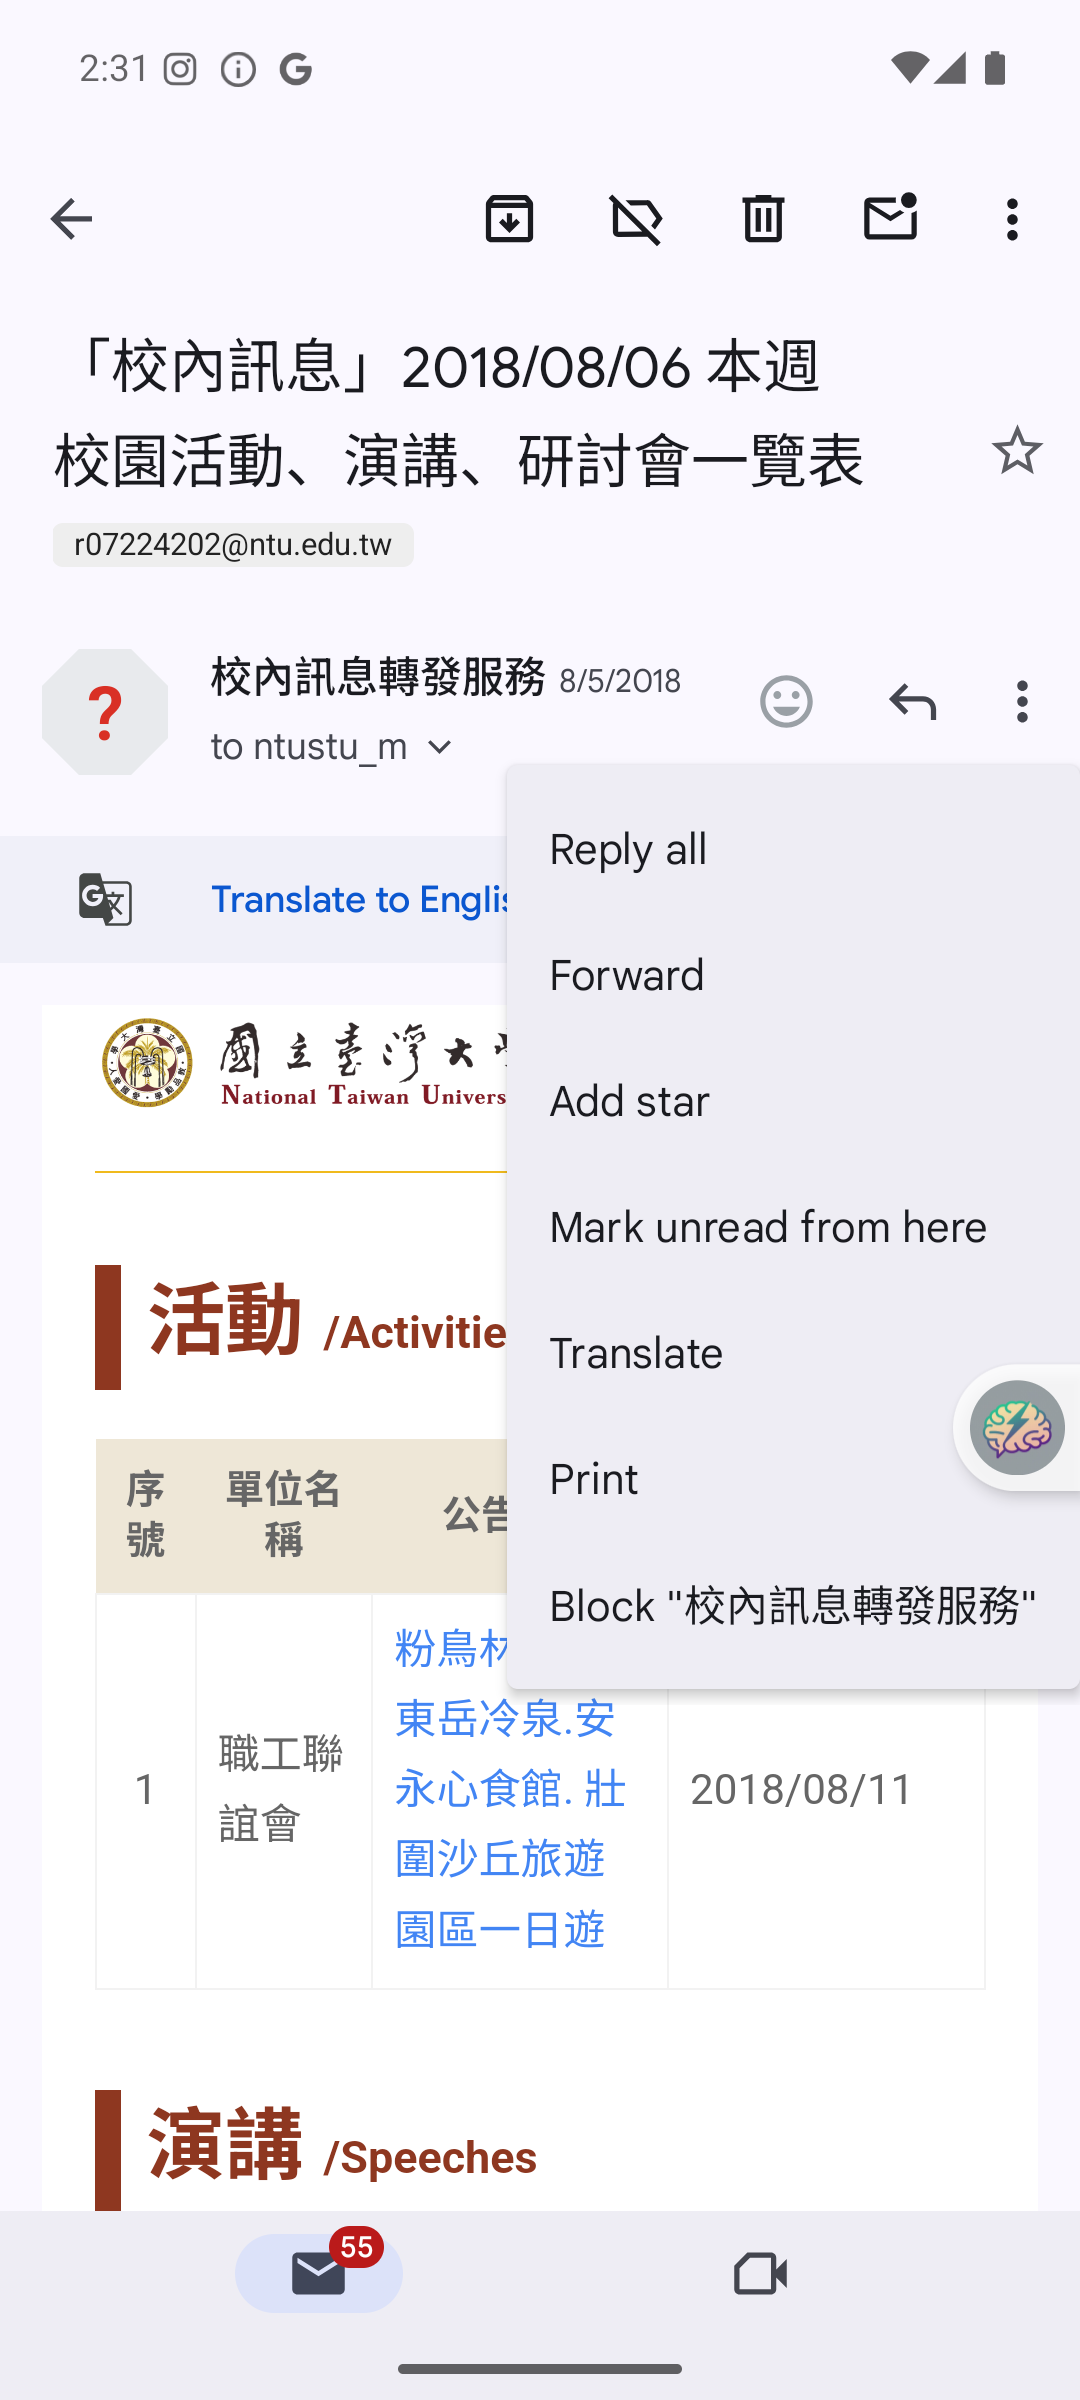 2:31
「校內訊息」2018/08/06 本週
校園活動、演講、研討會一覽表
r07224202@ntu.edu.tw
?
校內訊息轉發服務 8/5/2018
to ntustu_m
Reply all
Translate to Englis
Forward
國立臺灣大
National Taiwan Univers
Add star
Mark unread from here
活動 /Activitie
Translate
Print
序號
單位名稱
公告
Block "校內訊息轉發服務"
1
職工聯
誼會
粉鳥林
東岳冷泉.安
永心食館. 壯
圍沙丘旅遊
園區一日遊
2018/08/11
演講 /Speeches
55